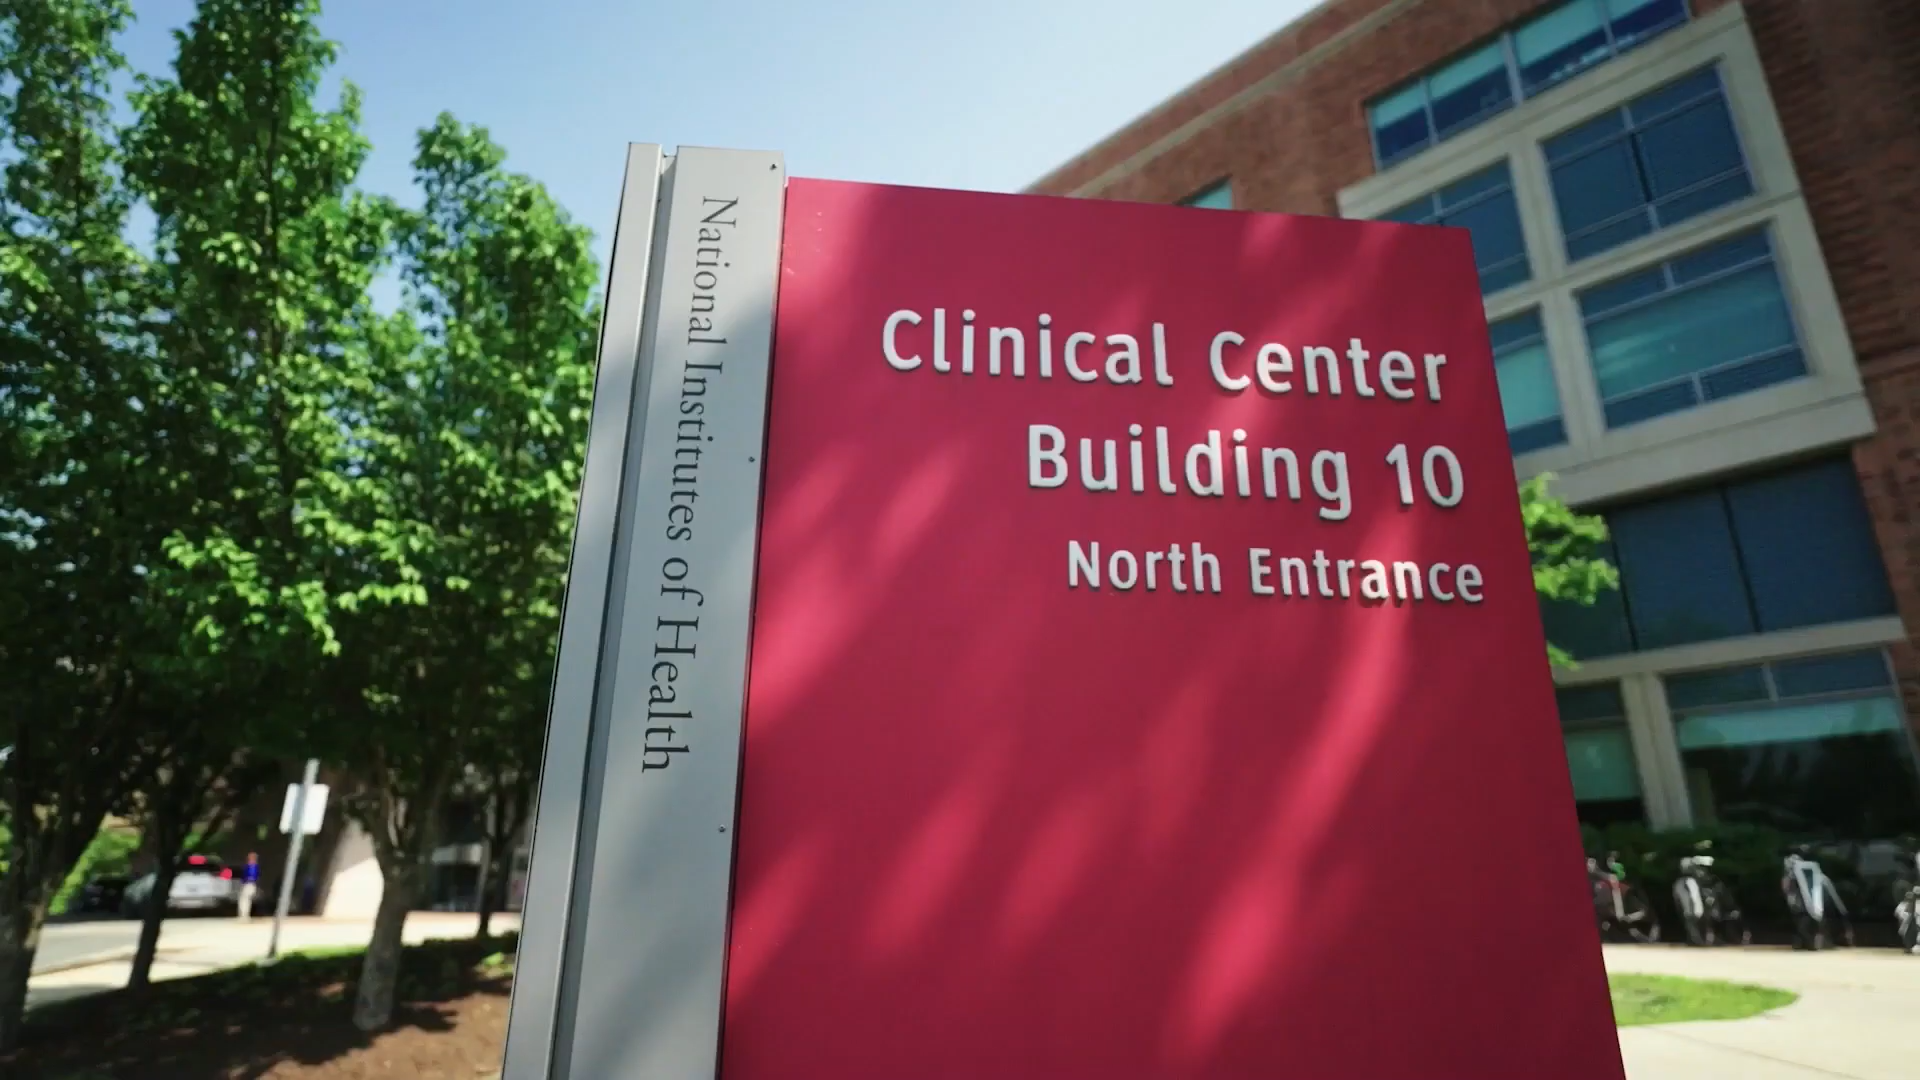 National Institutes of Health
Clinical Center
Building 10
North Entrance